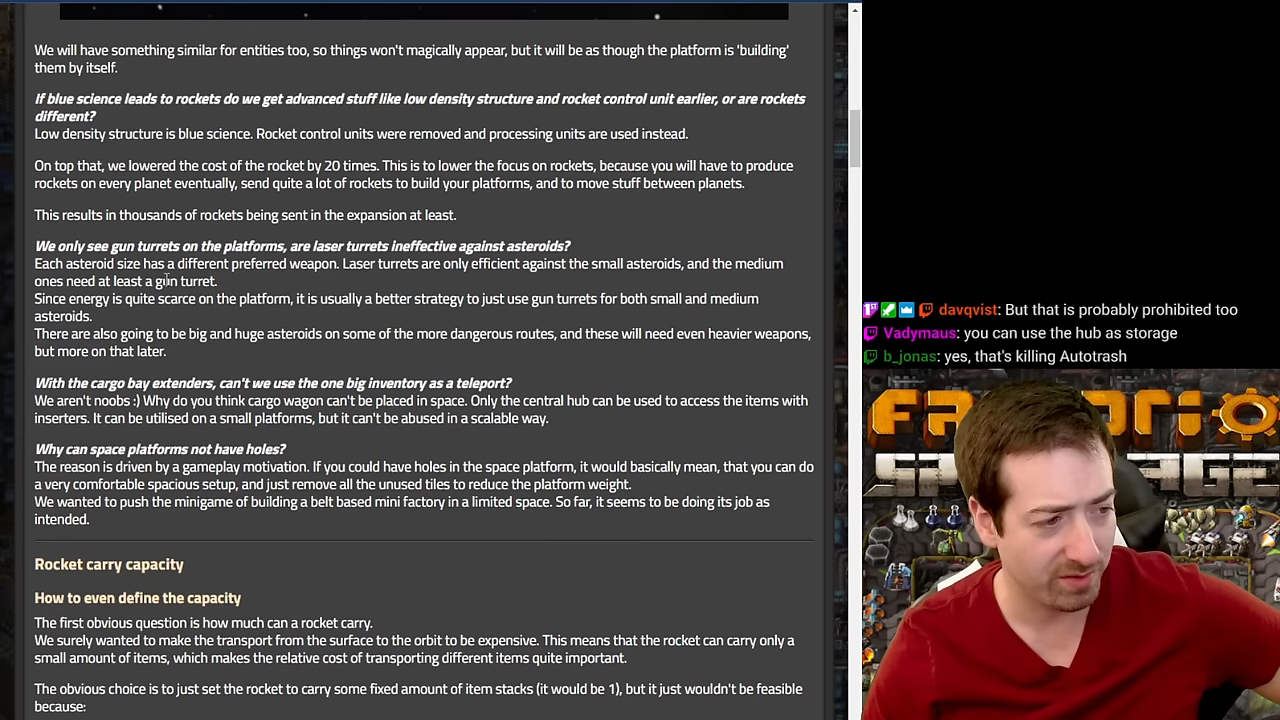 We will have something similar for entities too, so things won't magically appear, but it will be as though the platform is 'building'
them by itself.
If blue science leads to rockets do we get advanced stuff like low density structure and rocket control unit earlier, or are rockets
different?
Low density structure is blue science. Rocket control units were removed and processing units are used instead.
On top that, we lowered the cost of the rocket by 20 times. This is to lower the focus on rockets, because you will have to produce
rockets on every planet eventually, send quite a lot of rockets to build your platforms, and to move stuff between planets.
This results in thousands of rockets being sent in the expansion at least.
We only see gun turrets on the platforms, are laser turrets ineffective against asteroids?
Each asteroid size has a different preferred weapon. Laser turrets are only efficient against the small asteroids, and the medium
ones need at least a gun turret.
Since energy is quite scarce on the platform, it is usually a better strategy to just use gun turrets for both small and medium
asteroids.
There are also going to be big and huge asteroids on some of the more dangerous routes, and these will need even heavier weapons,
but more on that later.
With the cargo bay extenders, can't we use the one big inventory as a teleport?
We aren't noobs :) Why do you think cargo wagon can't be placed in space. Only the central hub can be used to access the items with
inserters. It can be utilised on a small platforms, but it can't be abused in a scalable way.
Why can space platforms not have holes?
The reason is driven by a gameplay motivation. If you could have holes in the space platform, it would basically mean, that you can do
a very comfortable spacious setup, and just remove all the unused tiles to reduce the platform weight.
We wanted to push the minigame of building a belt based mini factory in a limited space. So far, it seems to be doing its job as
intended.
Rocket carry capacity
How to even define the capacity
The first obvious question is how much can a rocket carry.
We surely wanted to make the transport from the surface to the orbit to be expensive. This means that the rocket can carry only a
small amount of items, which makes the relative cost of transporting different items quite important.
The obvious choice is to just set the rocket to carry some fixed amount of item stacks (it would be 1), but it just wouldn't be feasible
because:
1ST davqvist: But that is probably prohibited too
Vadymaus: you can use the hub as storage
b_jonas: yes, that's killing Autotrash